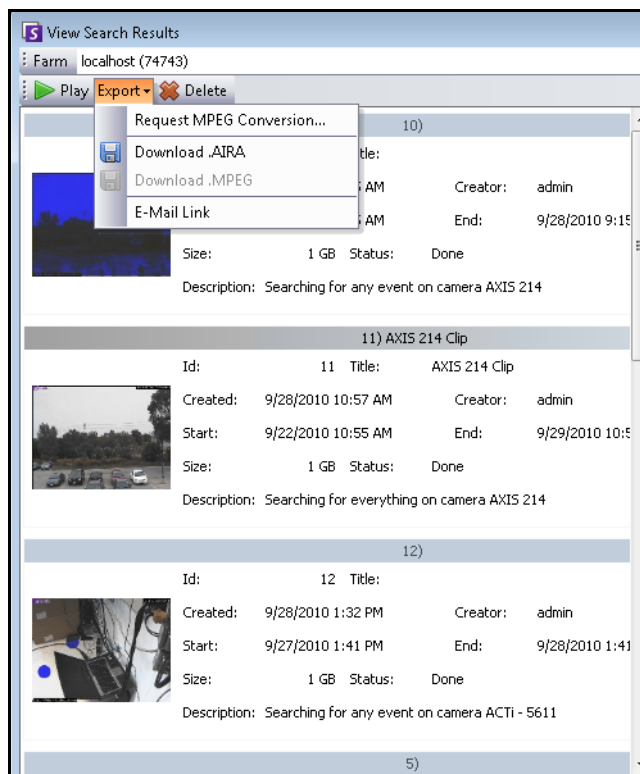 View Search Results
Farm localhost (74743)
Play Export Delete
Request MPEG Conversion...
Download .AIRA
Download .MPEG
E-Mail Link
10)
AM Creator: admin
AM End: 9/28/2010 9:15
Size: 1 GB Status: Done
Description: Searching for any event on camera AXIS 214
11) AXIS 214 Clip
Id: 11 Title: AXIS 214 Clip
Created: 9/28/2010 10:57 AM Creator: admin
Start: 9/22/2010 10:55 AM End: 9/29/2010 10:5
Size: 1 GB Status: Done
Description: Searching for everything on camera AXIS 214
12)
Id: 12 Title:
Created: 9/28/2010 1:32 PM Creator: admin
Start: 9/27/2010 1:41 PM End: 9/28/2010 1:41
Size: 1 GB Status: Done
Description: Searching for any event on camera ACTi - 5611
5)